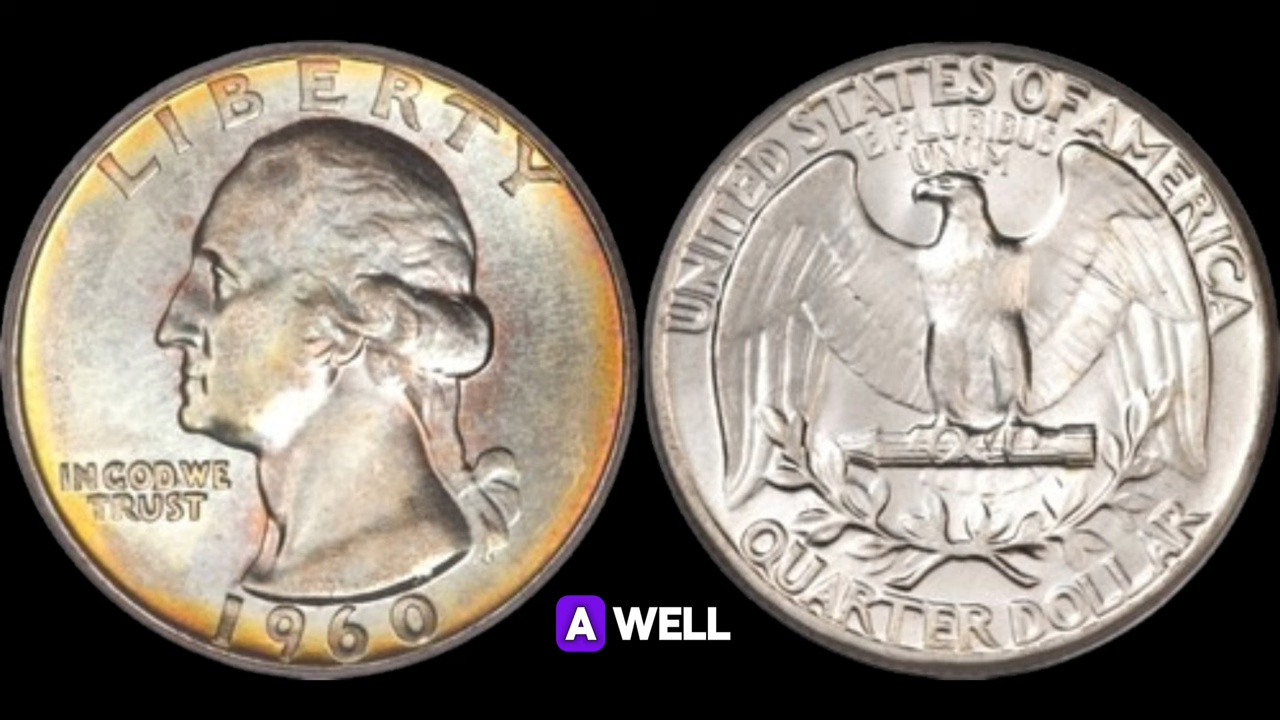 LIBERTY
IN GOD WE
TRUST
1960
UNITED STATES OF AMERICA
E PLURIBUS
UNUM
QUARTER DOLLAR
A WELL